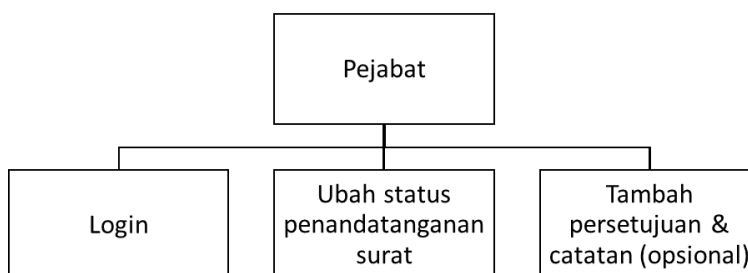 Pejabat
Login
Ubah status
penandatanganan
surat
Tambah
persetujuan &
catatan (opsional)